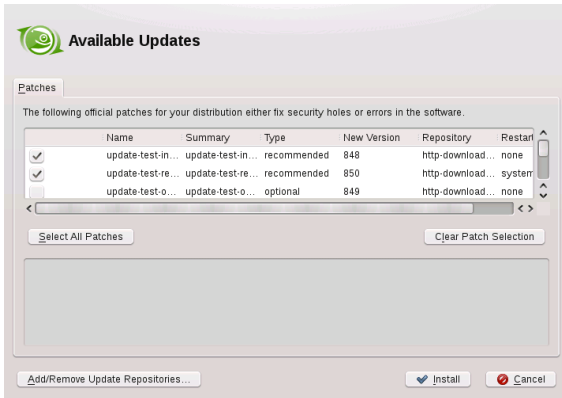 Available Updates
Patches
The following official patches for your distribution either fix security holes or errors in the software.
Name Summary Type New Version Repository Restart
update-test-in... update-test-in... recommended 848 http-download... none
update-test-re... update-test-re... recommended 850 http-download... system
update-test-o... update-test-o... optional 849 http-download... none
Select All Patches Clear Patch Selection
Add/Remove Update Repositories... Install Cancel